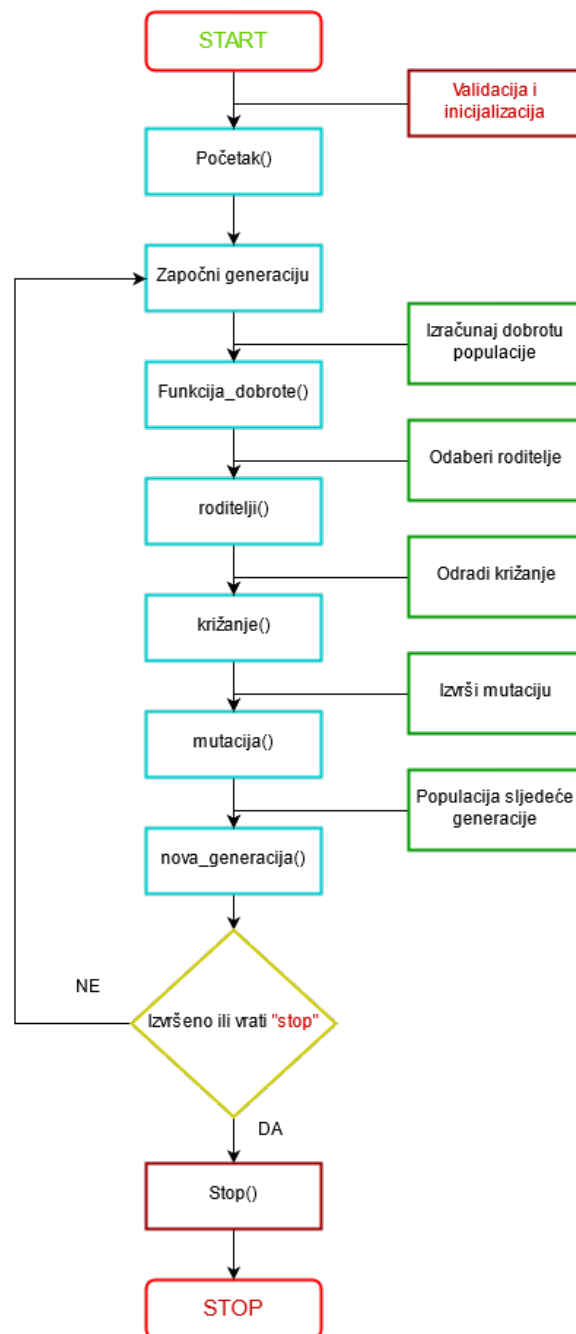 START
Validacija i
inicijalizacija
Početak()
Započni generaciju
Izračunaj dobrotu
populacije
Funkcija_dobrote()
Odaberi roditelje
roditelji()
Odradi križanje
križanje()
Izvrši mutaciju
mutacija()
Populacija sljedeće
generacije
nova_generacija()
NE
Izvršeno ili vrati "stop"
DA
Stop()
STOP